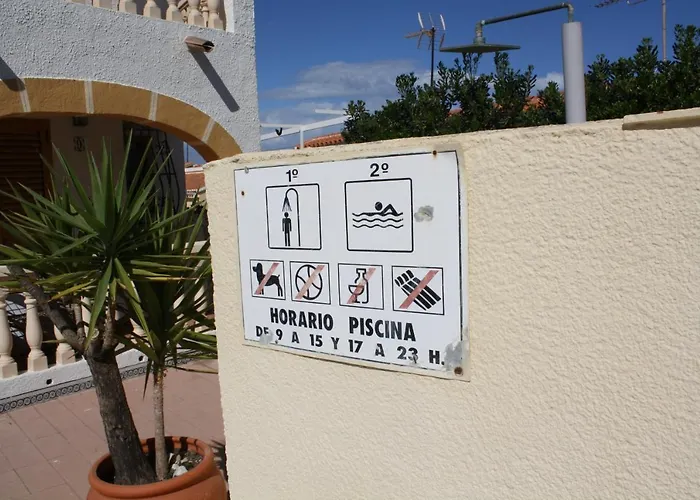 1º 2º
HORARIO PISCINA
DE 9 A 15 Y 17 A 23 H.